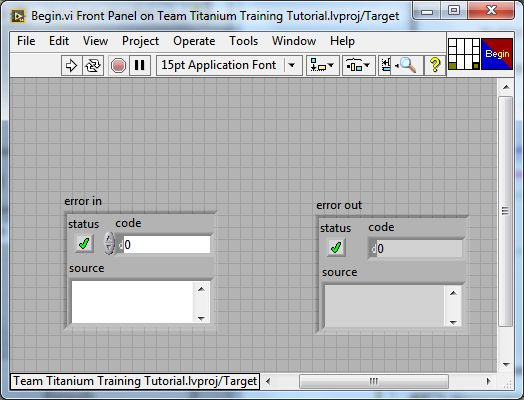 Begin.vi Front Panel on Team Titanium Training Tutorial.lvproj/Target
File Edit View Project Operate Tools Window Help
15pt Application Font
?
Begin
error in
status code
d 0
source
error out
status code
d 0
source
Team Titanium Training Tutorial.lvproj/Target